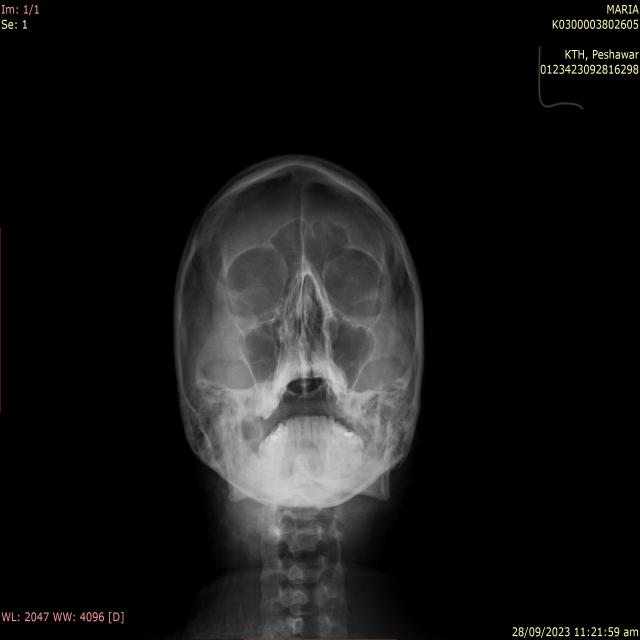 Im: 1/1
Se: 1
MARIA
K0300003802605
KTH, Peshawar
0123423092816298
WL: 2047 WW: 4096 [D]
28/09/2023 11:21:59 am